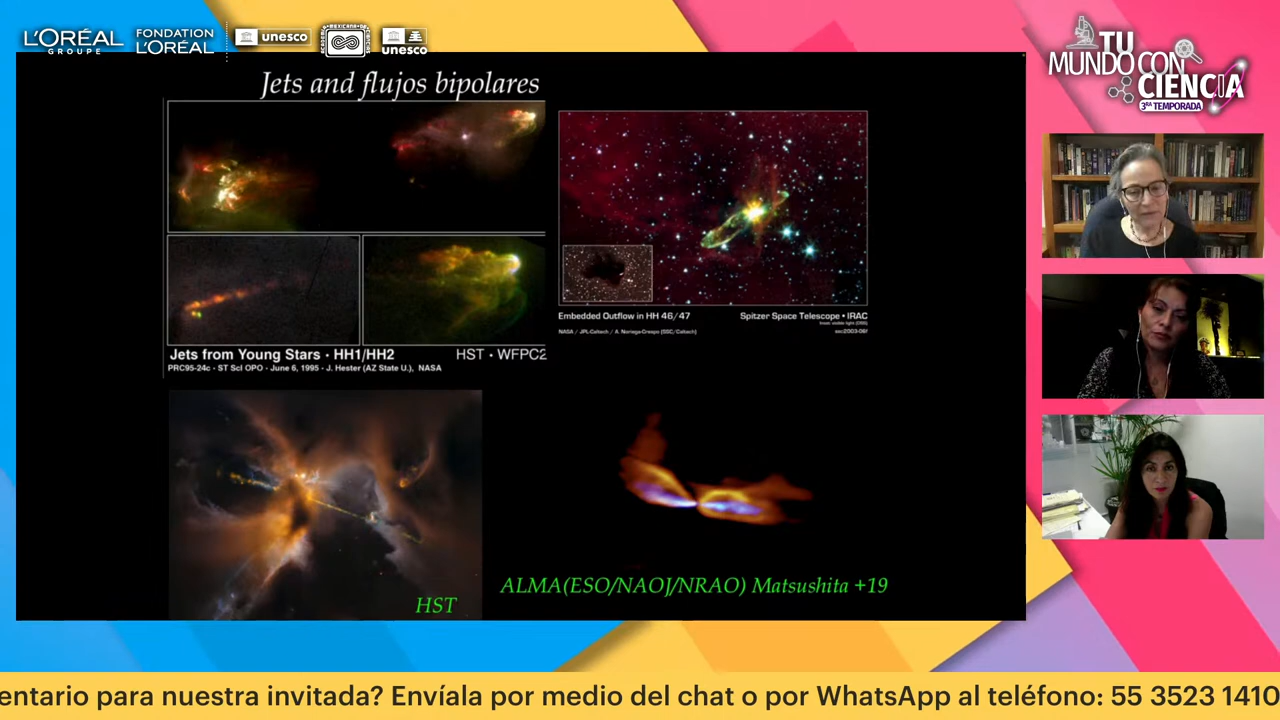 L'ORÉAL
GROUPE
FONDATION
L'ORÉAL
unesco
unesco
TU
MUNDO CON
CIENCIA
3RA TEMPORADA
Jets and flujos bipolares
Jets from Young Stars · HH1/HH2
HST · WFPC2
PRC95-24c · ST ScI OPO · June 6, 1995 · J. Hester (AZ State U.), NASA
Embedded Outflow in HH 46/47
Spitzer Space Telescope • IRAC
NASA / JPL-Caltech / A. Noriega-Crespo (SSC/Caltech)
ssc2003-06f
HST
ALMA(ESO/NAOJ/NRAO) Matsushita +19
entario para nuestra invitada? Envíala por medio del chat o por WhatsApp al teléfono: 55 3523 1410